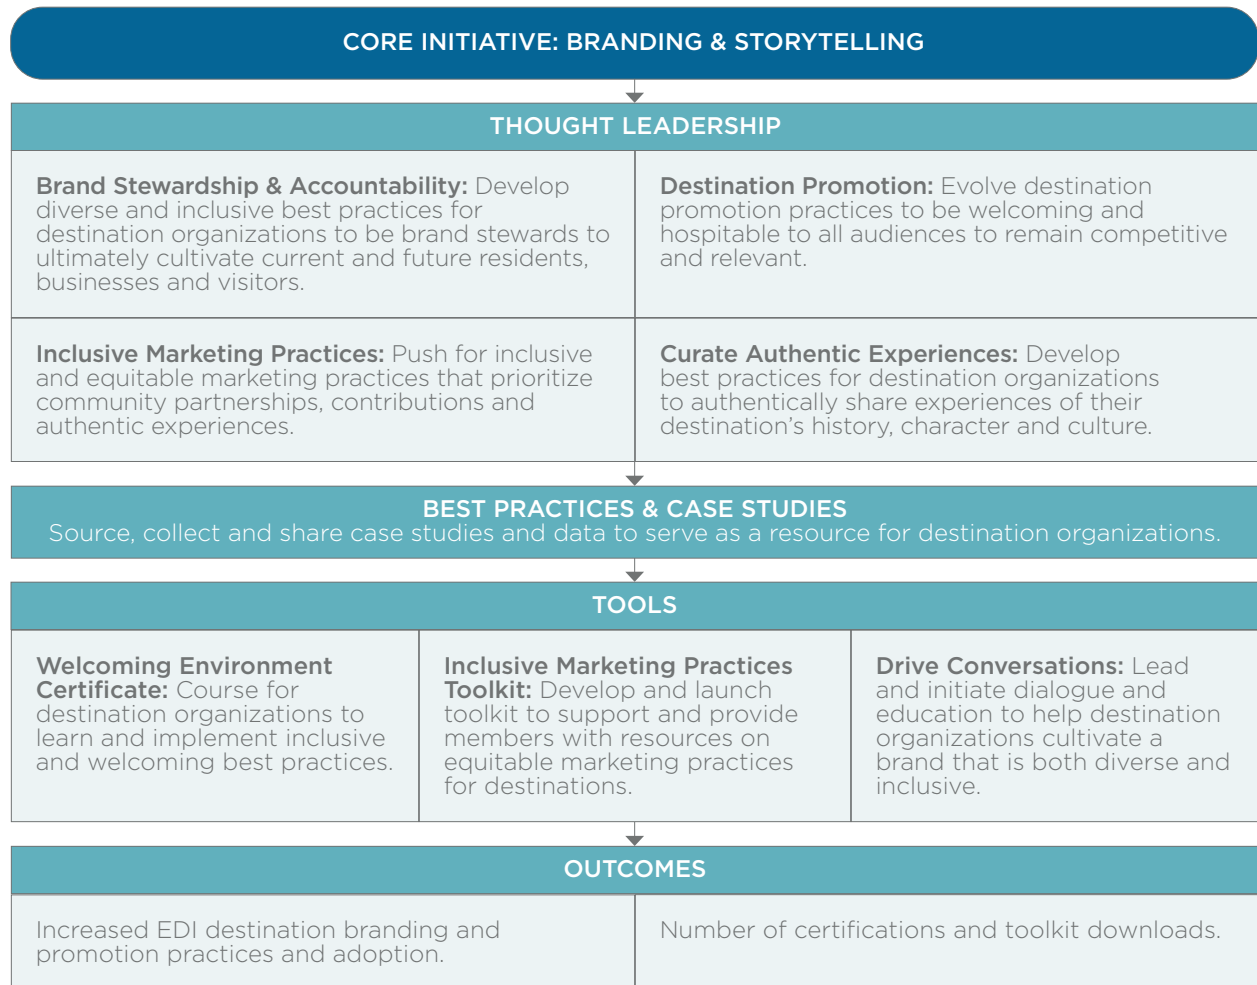 CORE INITIATIVE: BRANDING & STORYTELLING
THOUGHT LEADERSHIP
Brand Stewardship & Accountability: Develop
diverse and inclusive best practices for
destination organizations to be brand stewards to
ultimately cultivate current and future residents,
businesses and visitors.
Destination Promotion: Evolve destination
promotion practices to be welcoming and
hospitable to all audiences to remain competitive
and relevant.
Inclusive Marketing Practices: Push for inclusive
and equitable marketing practices that prioritize
community partnerships, contributions and
authentic experiences.
Curate Authentic Experiences: Develop
best practices for destination organizations
to authentically share experiences of their
destination’s history, character and culture.
BEST PRACTICES & CASE STUDIES
Source, collect and share case studies and data to serve as a resource for destination organizations.
TOOLS
Welcoming Environment
Certificate: Course for
destination organizations to
learn and implement inclusive
and welcoming best practices.
Inclusive Marketing Practices
Toolkit: Develop and launch
toolkit to support and provide
members with resources on
equitable marketing practices
for destinations.
Drive Conversations: Lead
and initiate dialogue and
education to help destination
organizations cultivate a
brand that is both diverse and
inclusive.
OUTCOMES
Increased EDI destination branding and
promotion practices and adoption.
Number of certifications and toolkit downloads.